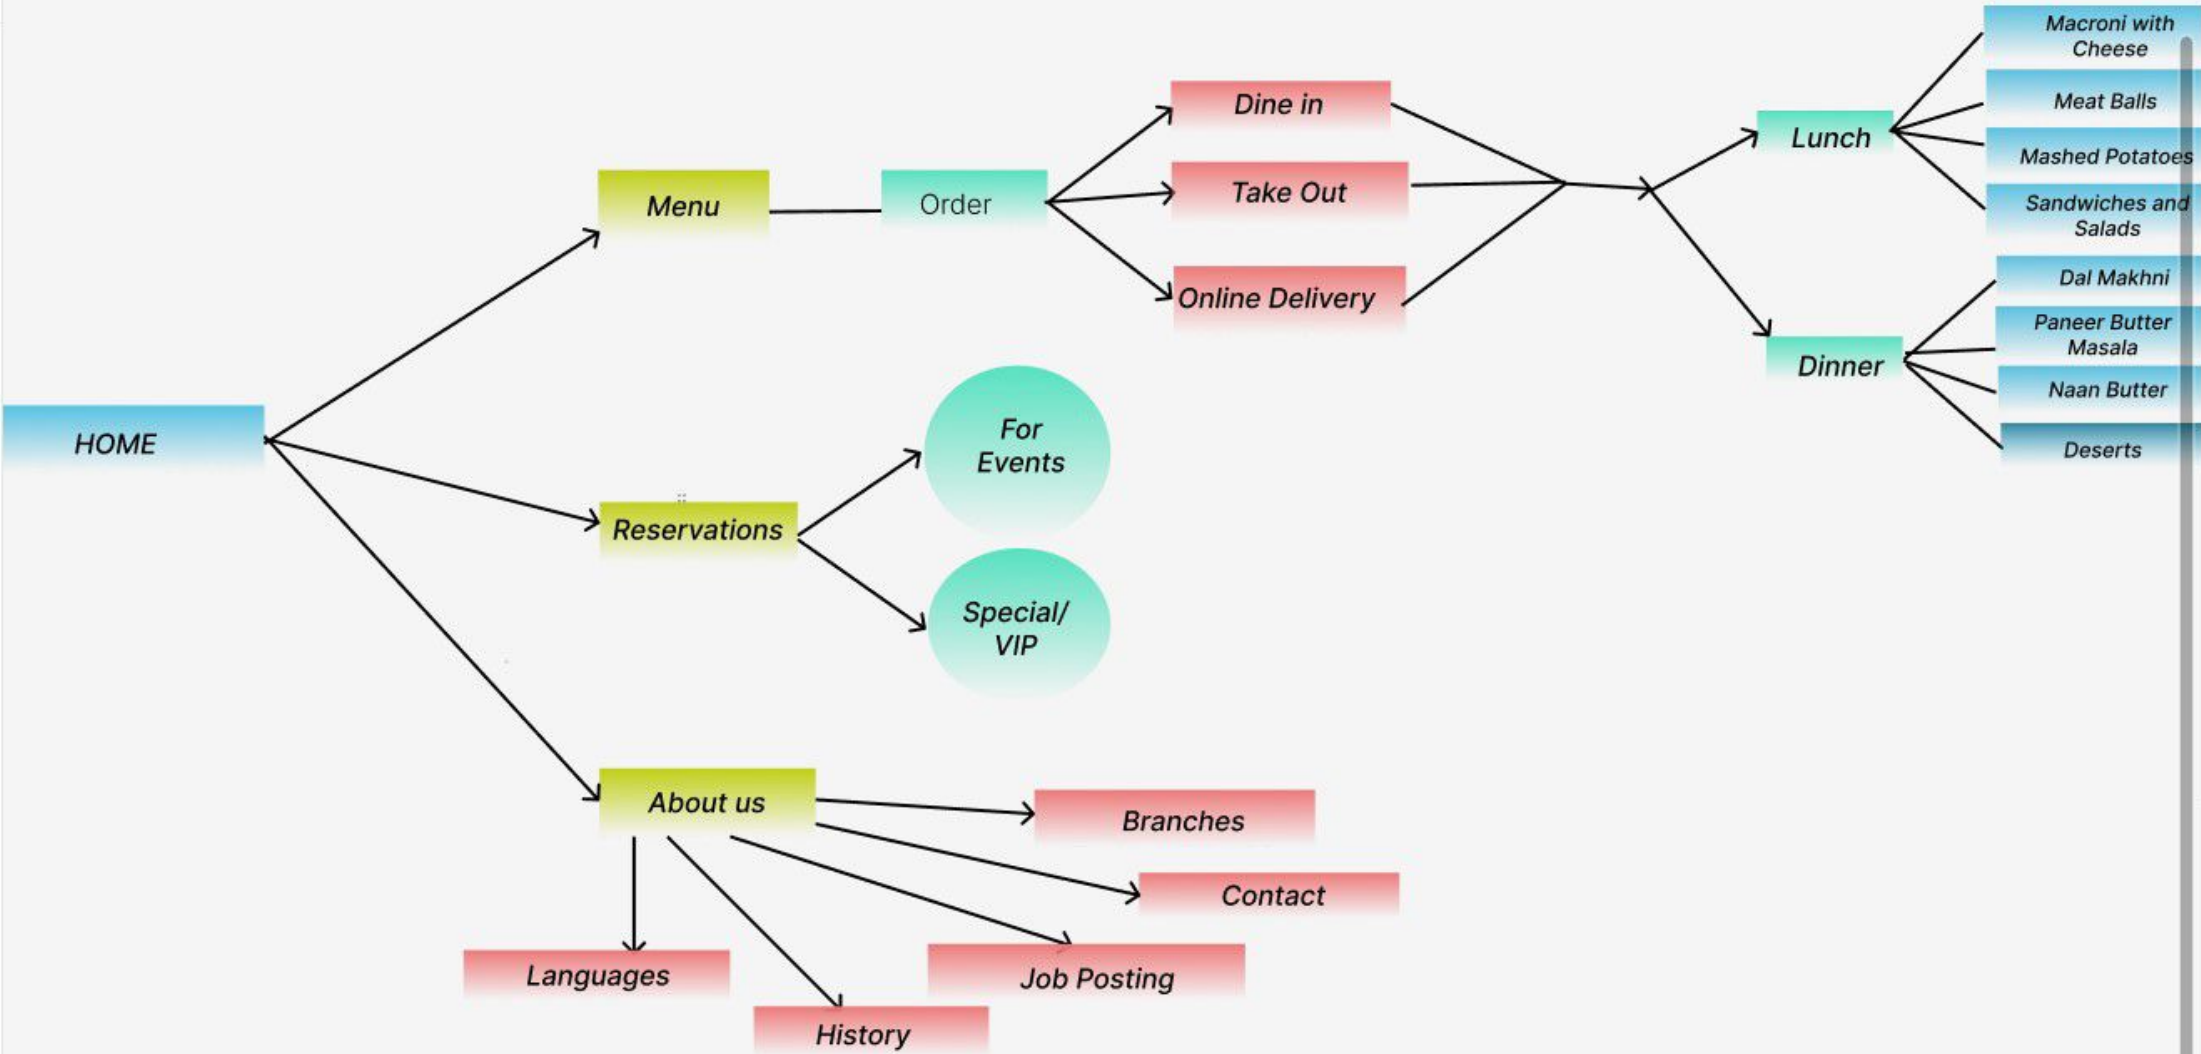 HOME
Menu
Order
Dine in
Take Out
Online Delivery
Lunch
Macroni with
Cheese
Meat Balls
Mashed Potatoes
Sandwiches and
Salads
Dinner
Dal Makhni
Paneer Butter
Masala
Naan Butter
Deserts
Reservations
For
Events
Special/
VIP
About us
Branches
Contact
Job Posting
History
Languages